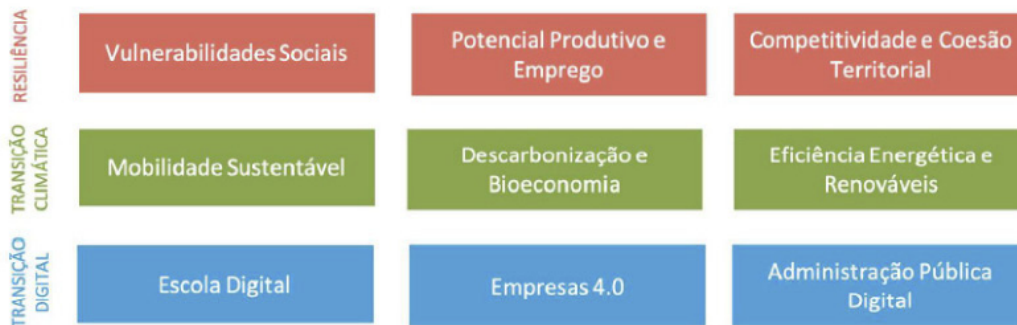 RESILIÊNCIA
Vulnerabilidades Sociais
Potencial Produtivo e
Emprego
Competitividade e Coesão
Territorial
TRANSIÇÃO
CLIMÁTICA
Mobilidade Sustentável
Descarbonização e
Bioeconomia
Eficiência Energética e
Renováveis
TRANSIÇÃO
DIGITAL
Escola Digital
Empresas 4.0
Administração Pública
Digital